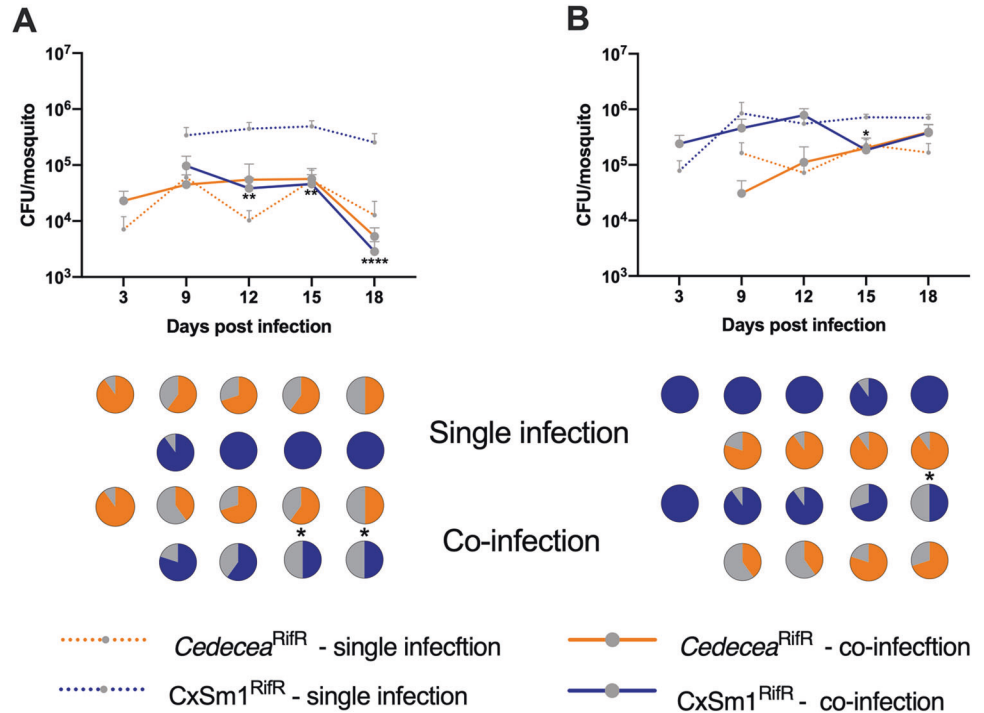 A
B
10⁷
10⁶
10⁵
10⁴
10³
CFU/mosquito
**
**
****
3 9 12 15 18
Days post infection
10⁷
10⁶
10⁵
10⁴
10³
CFU/mosquito
*
3 9 12 15 18
Days post infection
Single infection
*
Co-infection
* *
Cedecea^RifR - single infecftion
Cedecea^RifR - co-infecftion
CxSm1^RifR - single infection
CxSm1^RifR - co-infection